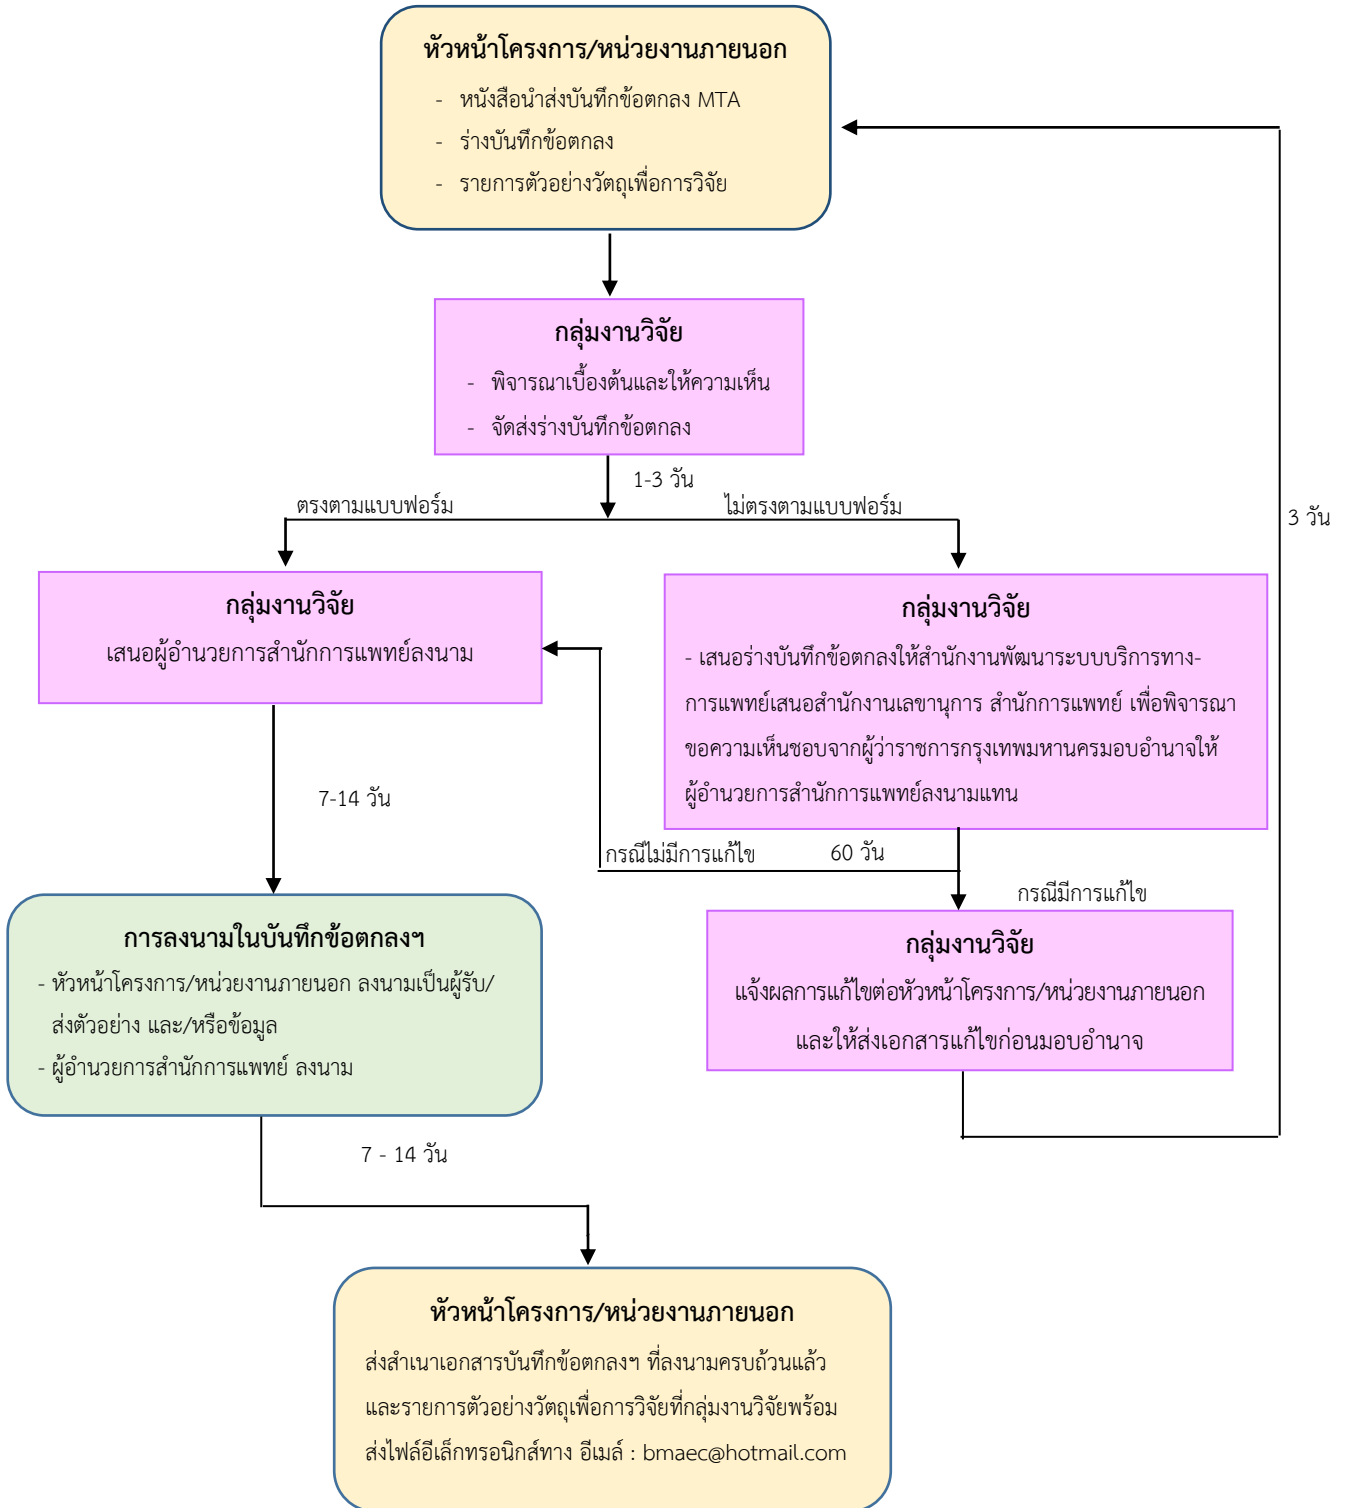 หัวหน้าโครงการ/หน่วยงานภายนอก
- หนังสือนำส่งบันทึกข้อตกลง MTA
- ร่างบันทึกข้อตกลง
- รายการตัวอย่างวัตถุเพื่อการวิจัย
กลุ่มงานวิจัย
- พิจารณาเบื้องต้นและให้ความเห็น
- จัดส่งร่างบันทึกข้อตกลง
1-3 วัน
ตรงตามแบบฟอร์ม
ไม่ตรงตามแบบฟอร์ม
3 วัน
กลุ่มงานวิจัย
เสนอผู้อำนวยการสำนักการแพทย์ลงนาม
กลุ่มงานวิจัย
- เสนอร่างบันทึกข้อตกลงให้สำนักงานพัฒนาระบบบริการทาง-
การแพทย์เสนอสำนักงานเลขานุการ สำนักการแพทย์ เพื่อพิจารณา
ขอความเห็นชอบจากผู้ว่าราชการกรุงเทพมหานครมอบอำนาจให้
ผู้อำนวยการสำนักการแพทย์ลงนามแทน
7-14 วัน
กรณีไม่มีการแก้ไข
60 วัน
กรณีมีการแก้ไข
กลุ่มงานวิจัย
แจ้งผลการแก้ไขต่อหัวหน้าโครงการ/หน่วยงานภายนอก
และให้ส่งเอกสารแก้ไขก่อนมอบอำนาจ
การลงนามในบันทึกข้อตกลงฯ
- หัวหน้าโครงการ/หน่วยงานภายนอก ลงนามเป็นผู้รับ/
ส่งตัวอย่าง และ/หรือข้อมูล
- ผู้อำนวยการสำนักการแพทย์ ลงนาม
7 - 14 วัน
หัวหน้าโครงการ/หน่วยงานภายนอก
ส่งสำเนาเอกสารบันทึกข้อตกลงฯ ที่ลงนามครบถ้วนแล้ว
และรายการตัวอย่างวัตถุเพื่อการวิจัยที่กลุ่มงานวิจัยพร้อม
ส่งไฟล์อีเล็กทรอนิกส์ทาง อีเมล์ : bmaec@hotmail.com